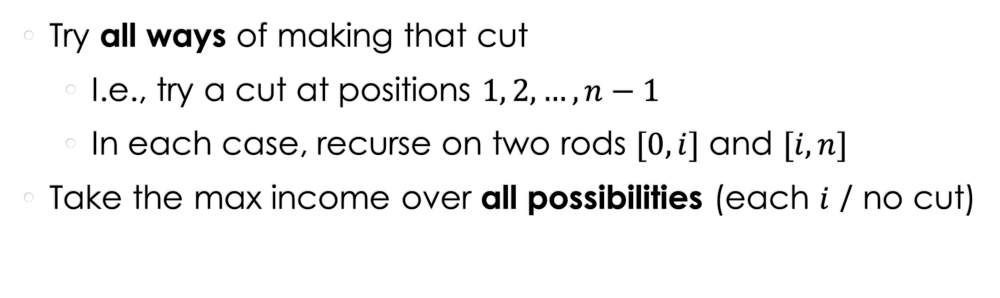 ◦ Try all ways of making that cut
◦ I.e., try a cut at positions 1, 2, … , n − 1
◦ In each case, recurse on two rods [0, i] and [i, n]
◦ Take the max income over all possibilities (each i / no cut)